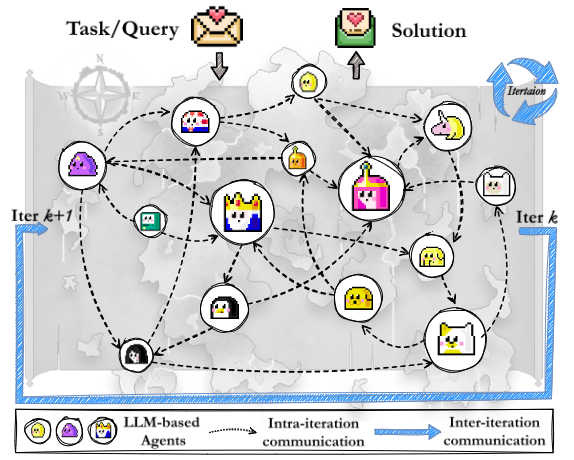 Task/Query
Solution
N
W
E
S
Itertaion
Iter k+1
Iter k
LLM-based
Agents
Intra-iteration
communication
Inter-iteration
communication